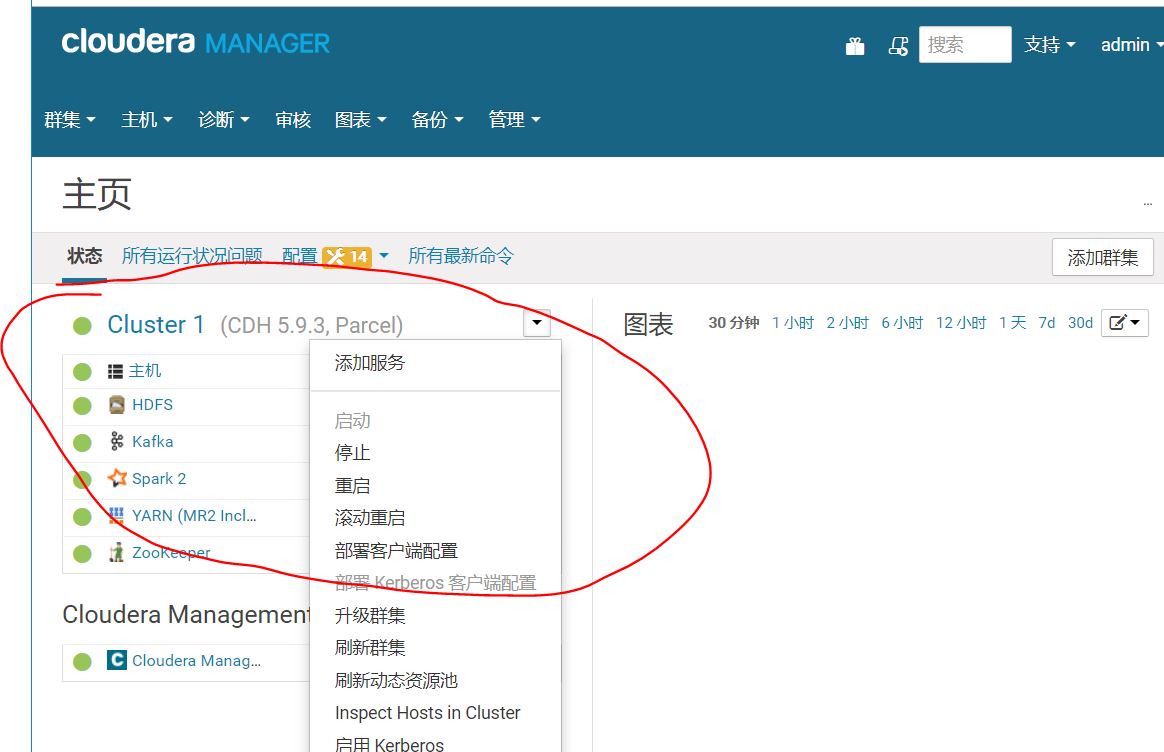 cloudera MANAGER
搜索
支持
admin
群集
主机
诊断
审核
图表
备份
管理
主页
...
状态
所有运行状况问题
配置
14
所有最新命令
添加群集
Cluster 1 (CDH 5.9.3, Parcel)
主机
HDFS
Kafka
Spark 2
YARN (MR2 Incl...
ZooKeeper
Cloudera Management
C
Cloudera Manag...
添加服务
启动
停止
重启
滚动重启
部署客户端配置
部署 Kerberos 客户端配置
升级群集
刷新群集
刷新动态资源池
Inspect Hosts in Cluster
启用 Kerberos
图表
30 分钟
1 小时
2 小时
6 小时
12 小时
1 天
7d
30d